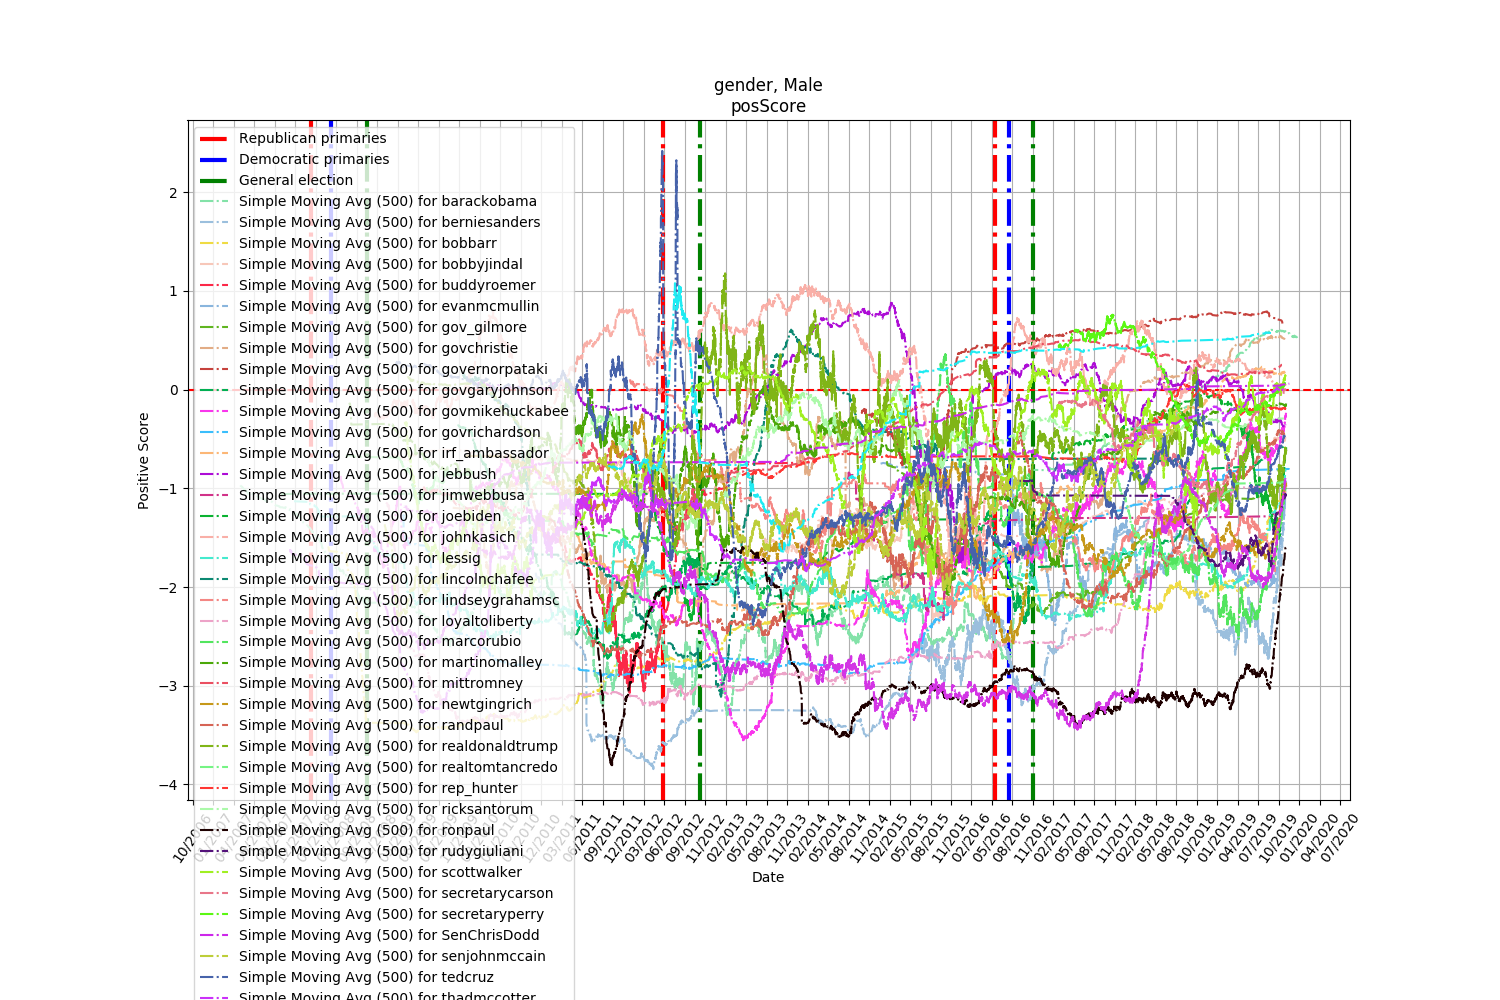 gender, Male
posScore
Republican primaries
Democratic primaries
General election
Simple Moving Avg (500) for barackobama
Simple Moving Avg (500) for berniesanders
Simple Moving Avg (500) for bobbarr
Simple Moving Avg (500) for bobbyjindal
Simple Moving Avg (500) for buddyroemer
Simple Moving Avg (500) for evanmcmullin
Simple Moving Avg (500) for gov_gilmore
Simple Moving Avg (500) for govchristie
Simple Moving Avg (500) for governorpataki
Simple Moving Avg (500) for govgaryjohnson
Simple Moving Avg (500) for govmikehuckabee
Simple Moving Avg (500) for govrichardson
Simple Moving Avg (500) for irf_ambassador
Simple Moving Avg (500) for jebbush
Simple Moving Avg (500) for jimwebbusa
Simple Moving Avg (500) for joebiden
Simple Moving Avg (500) for johnkasich
Simple Moving Avg (500) for lessig
Simple Moving Avg (500) for lincolnchafee
Simple Moving Avg (500) for lindseygrahamsc
Simple Moving Avg (500) for loyaltoliberty
Simple Moving Avg (500) for marcorubio
Simple Moving Avg (500) for martinomalley
Simple Moving Avg (500) for mittromney
Simple Moving Avg (500) for newtgingrich
Simple Moving Avg (500) for randpaul
Simple Moving Avg (500) for realdonaldtrump
Simple Moving Avg (500) for realtomtancredo
Simple Moving Avg (500) for rep_hunter
Simple Moving Avg (500) for ricksantorum
Simple Moving Avg (500) for ronpaul
Simple Moving Avg (500) for rudygiuliani
Simple Moving Avg (500) for scottwalker
Simple Moving Avg (500) for secretarycarson
Simple Moving Avg (500) for secretaryperry
Simple Moving Avg (500) for SenChrisDodd
Simple Moving Avg (500) for senjohnmccain
Simple Moving Avg (500) for tedcruz
Simple Moving Avg (500) for thadmccotter
Positive Score
2
1
0
−1
−2
−3
−4
09/2011
12/2011
03/2012
06/2012
09/2012
11/2012
02/2013
05/2013
08/2013
11/2013
02/2014
05/2014
08/2014
11/2014
02/2015
05/2015
08/2015
11/2015
02/2016
05/2016
08/2016
11/2016
02/2017
05/2017
08/2017
11/2017
02/2018
05/2018
08/2018
10/2018
01/2019
04/2019
07/2019
10/2019
01/2020
04/2020
07/2020
Date